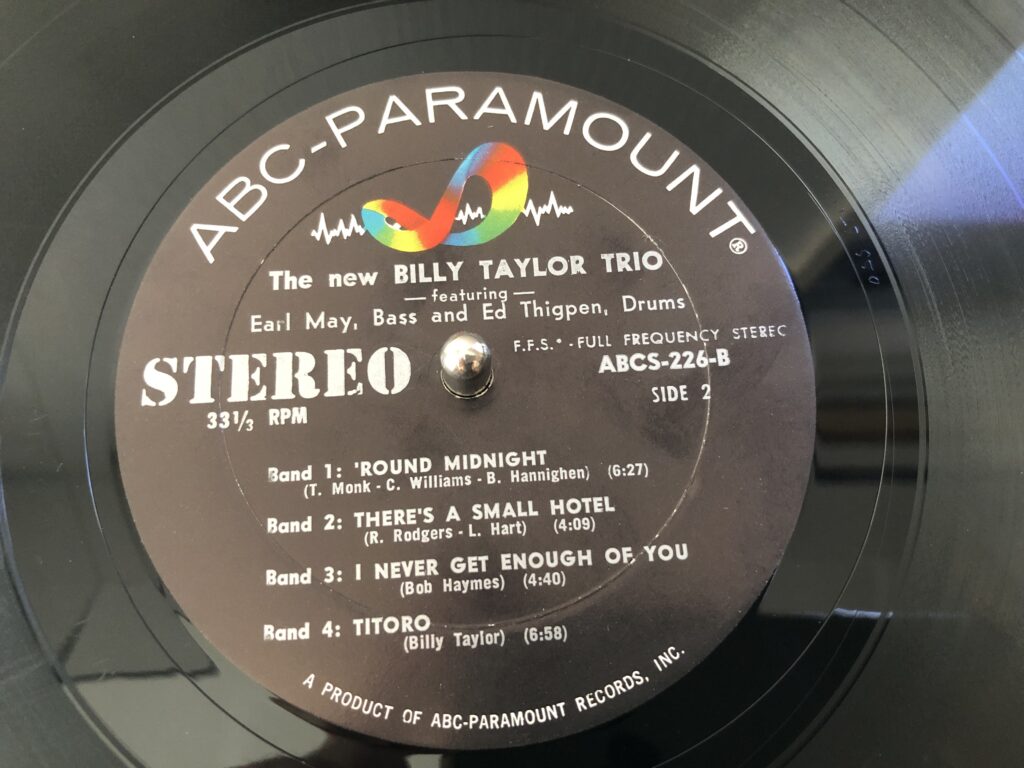 ABC-PARAMOUNT®
The new BILLY TAYLOR TRIO
— featuring —
Earl May, Bass and Ed Thigpen, Drums
F.F.S.* - FULL FREQUENCY STEREO
STEREO
ABCS-226-B
33 1/3 RPM
SIDE 2
Band 1: 'ROUND MIDNIGHT
(T. Monk - C. Williams - B. Hannighen) (6:27)
Band 2: THERE'S A SMALL HOTEL
(R. Rodgers - L. Hart) (4:09)
Band 3: I NEVER GET ENOUGH OF YOU
(Bob Haymes) (4:40)
Band 4: TITORO
(Billy Taylor) (6:58)
A PRODUCT OF ABC-PARAMOUNT RECORDS, INC.